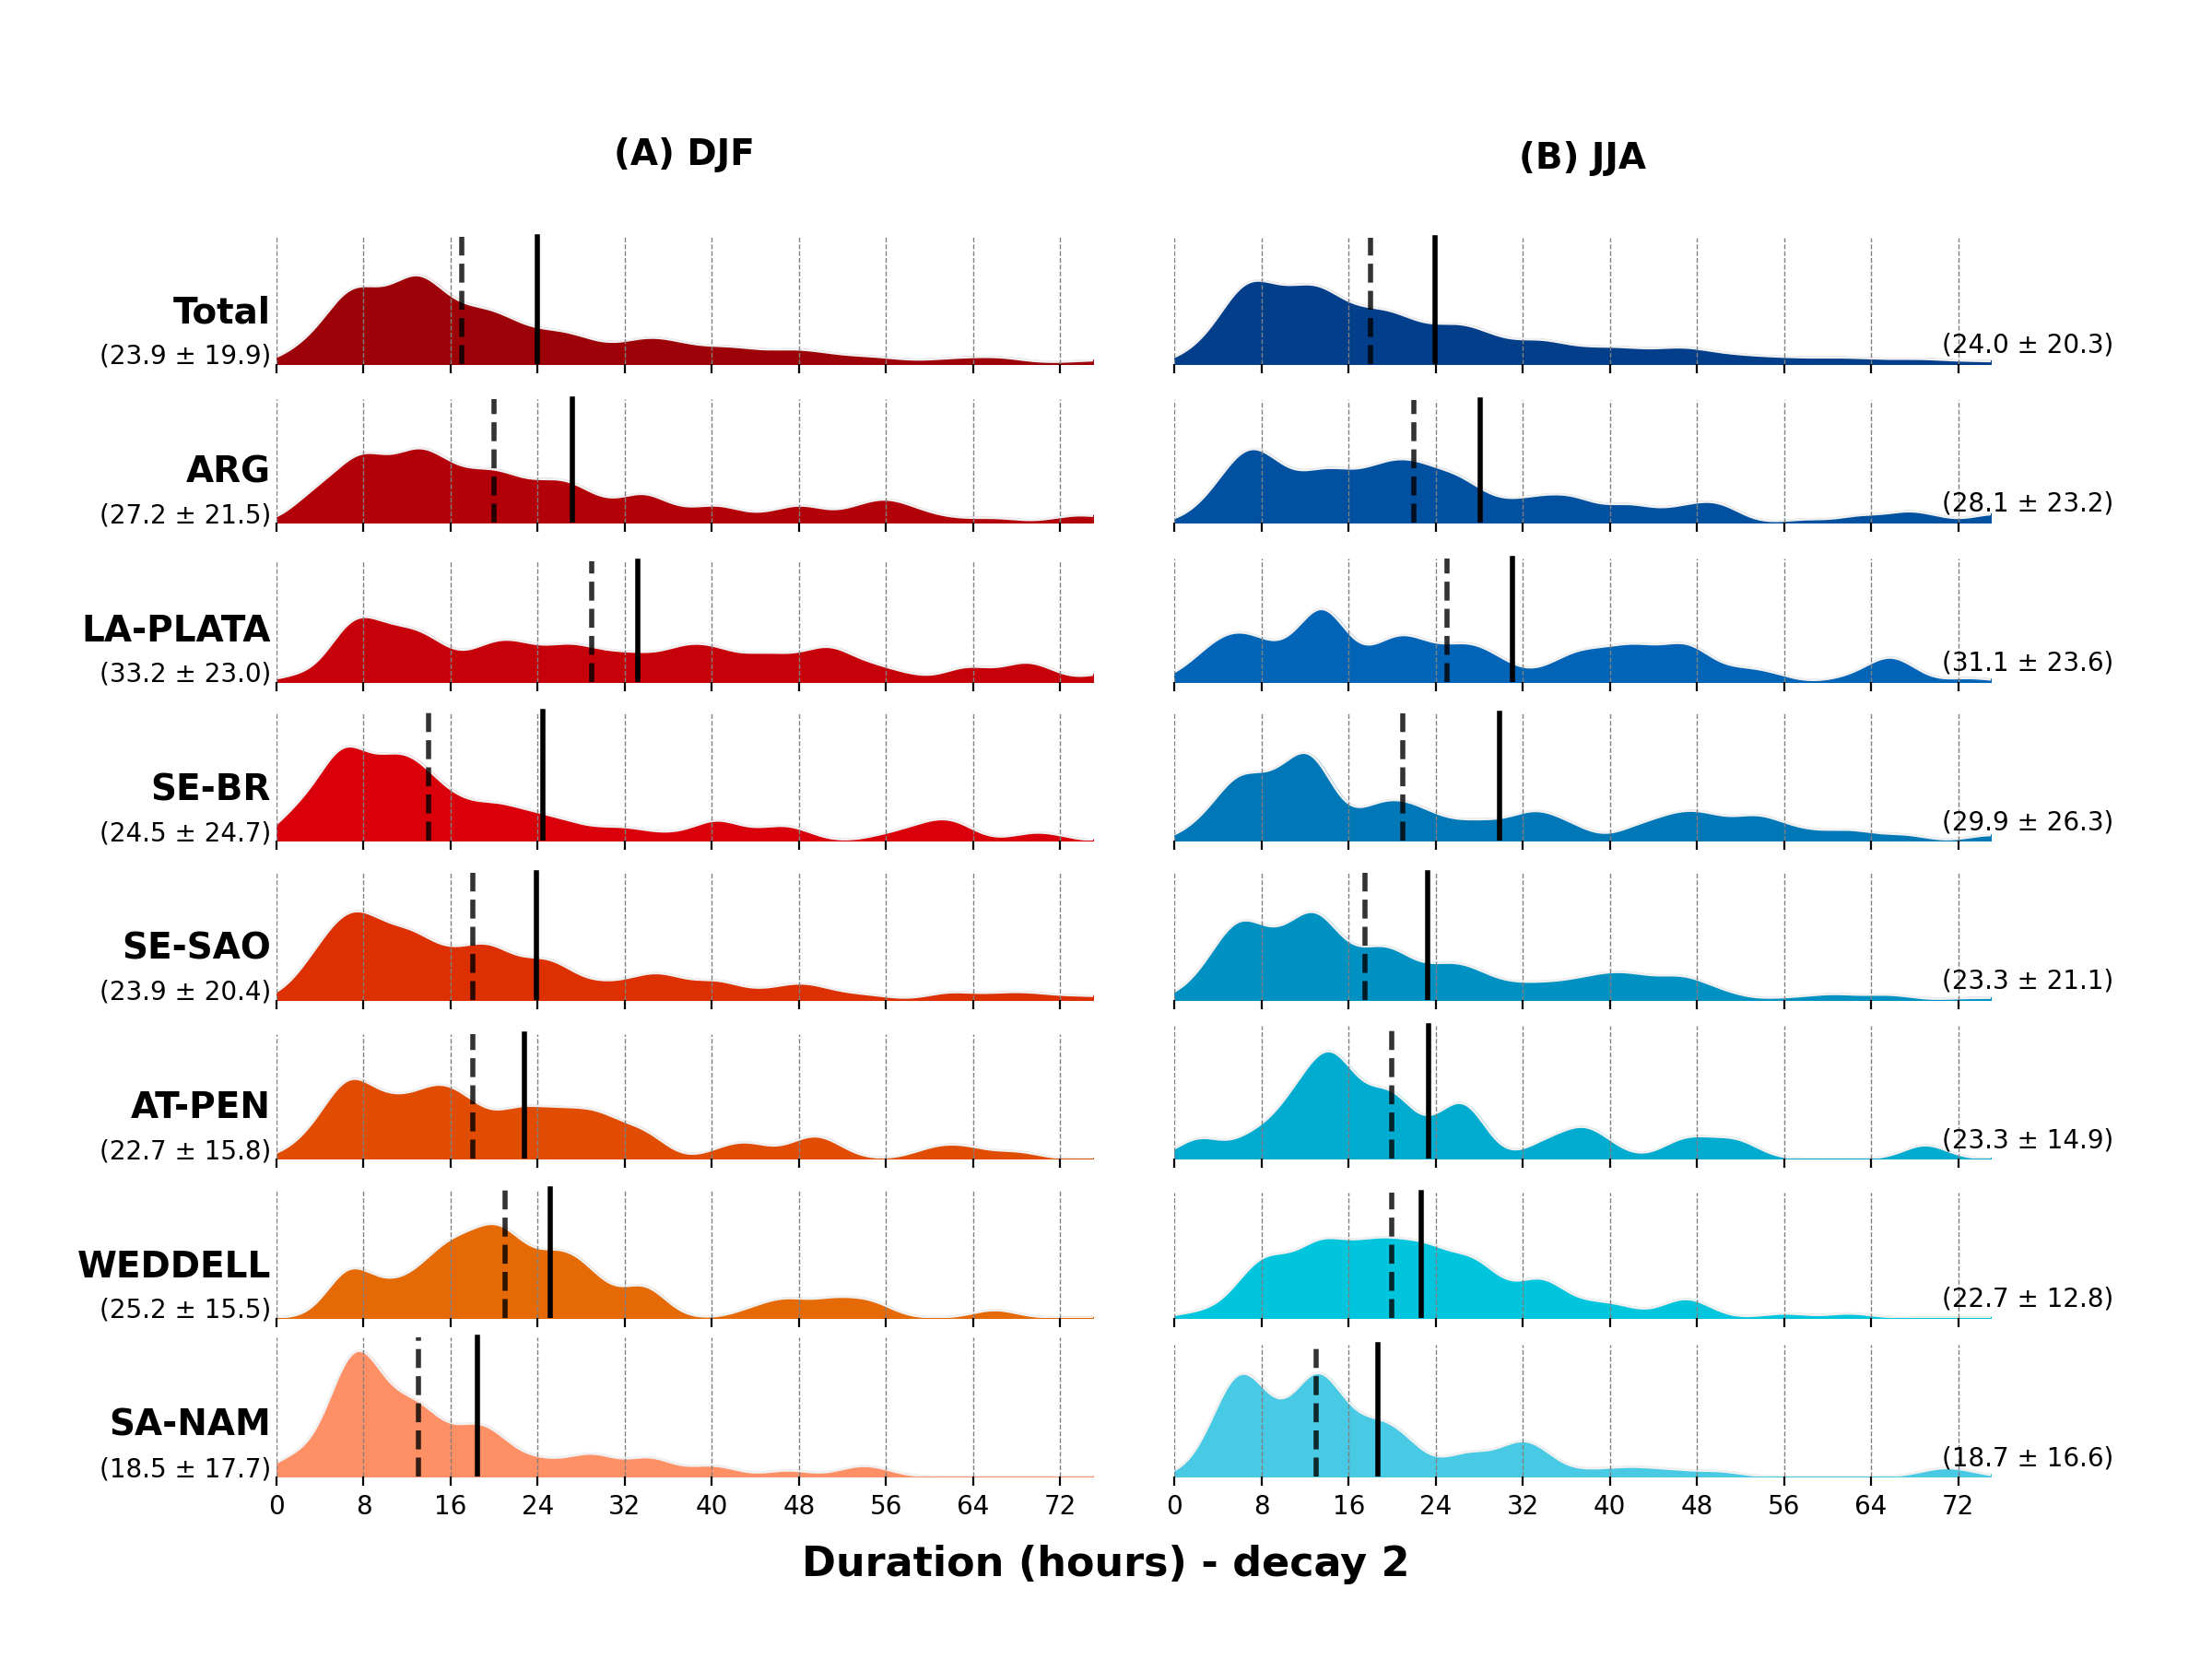 (A) DJF
(B) JJA
Total
(23.9 ± 19.9)
(24.0 ± 20.3)
ARG
(27.2 ± 21.5)
(28.1 ± 23.2)
LA-PLATA
(33.2 ± 23.0)
(31.1 ± 23.6)
SE-BR
(24.5 ± 24.7)
(29.9 ± 26.3)
SE-SAO
(23.9 ± 20.4)
(23.3 ± 21.1)
AT-PEN
(22.7 ± 15.8)
(23.3 ± 14.9)
WEDDELL
(25.2 ± 15.5)
(22.7 ± 12.8)
SA-NAM
(18.5 ± 17.7)
(18.7 ± 16.6)
0 8 16 24 32 40 48 56 64 72
0 8 16 24 32 40 48 56 64 72
Duration (hours) - decay 2